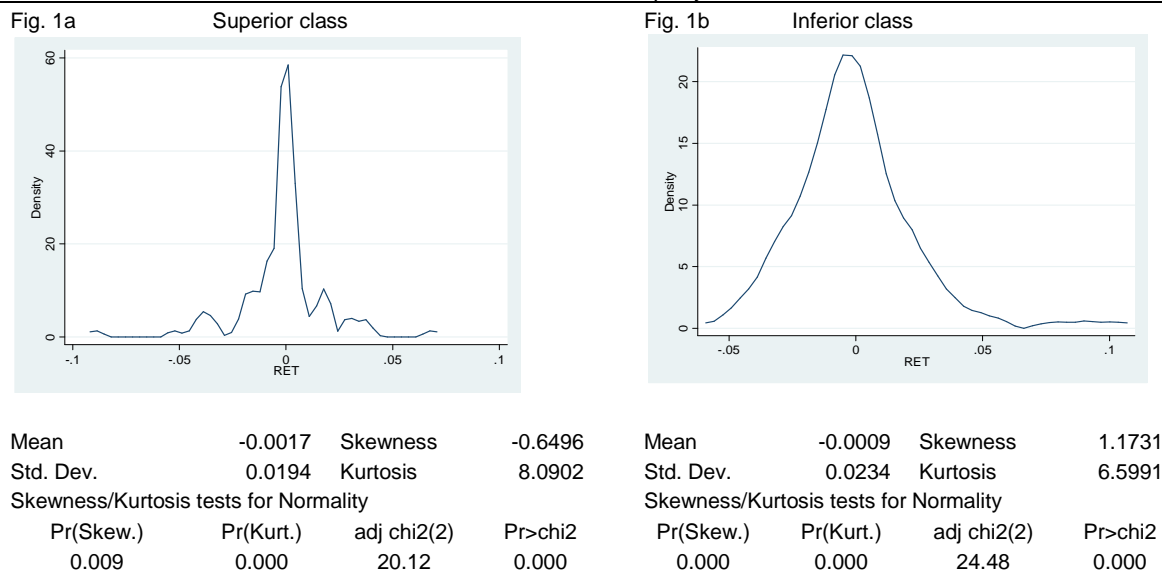 Fig. 1a Superior class
60
40
20
0
Density
-.1 -.05 0 .05 .1
RET
Mean -0.0017 Skewness -0.6496
Std. Dev. 0.0194 Kurtosis 8.0902
Skewness/Kurtosis tests for Normality
Pr(Skew.) Pr(Kurt.) adj chi2(2) Pr>chi2
0.009 0.000 20.12 0.000
Fig. 1b Inferior class
20
15
10
5
0
Density
-.05 0 .05 .1
RET
Mean -0.0009 Skewness 1.1731
Std. Dev. 0.0234 Kurtosis 6.5991
Skewness/Kurtosis tests for Normality
Pr(Skew.) Pr(Kurt.) adj chi2(2) Pr>chi2
0.000 0.000 24.48 0.000